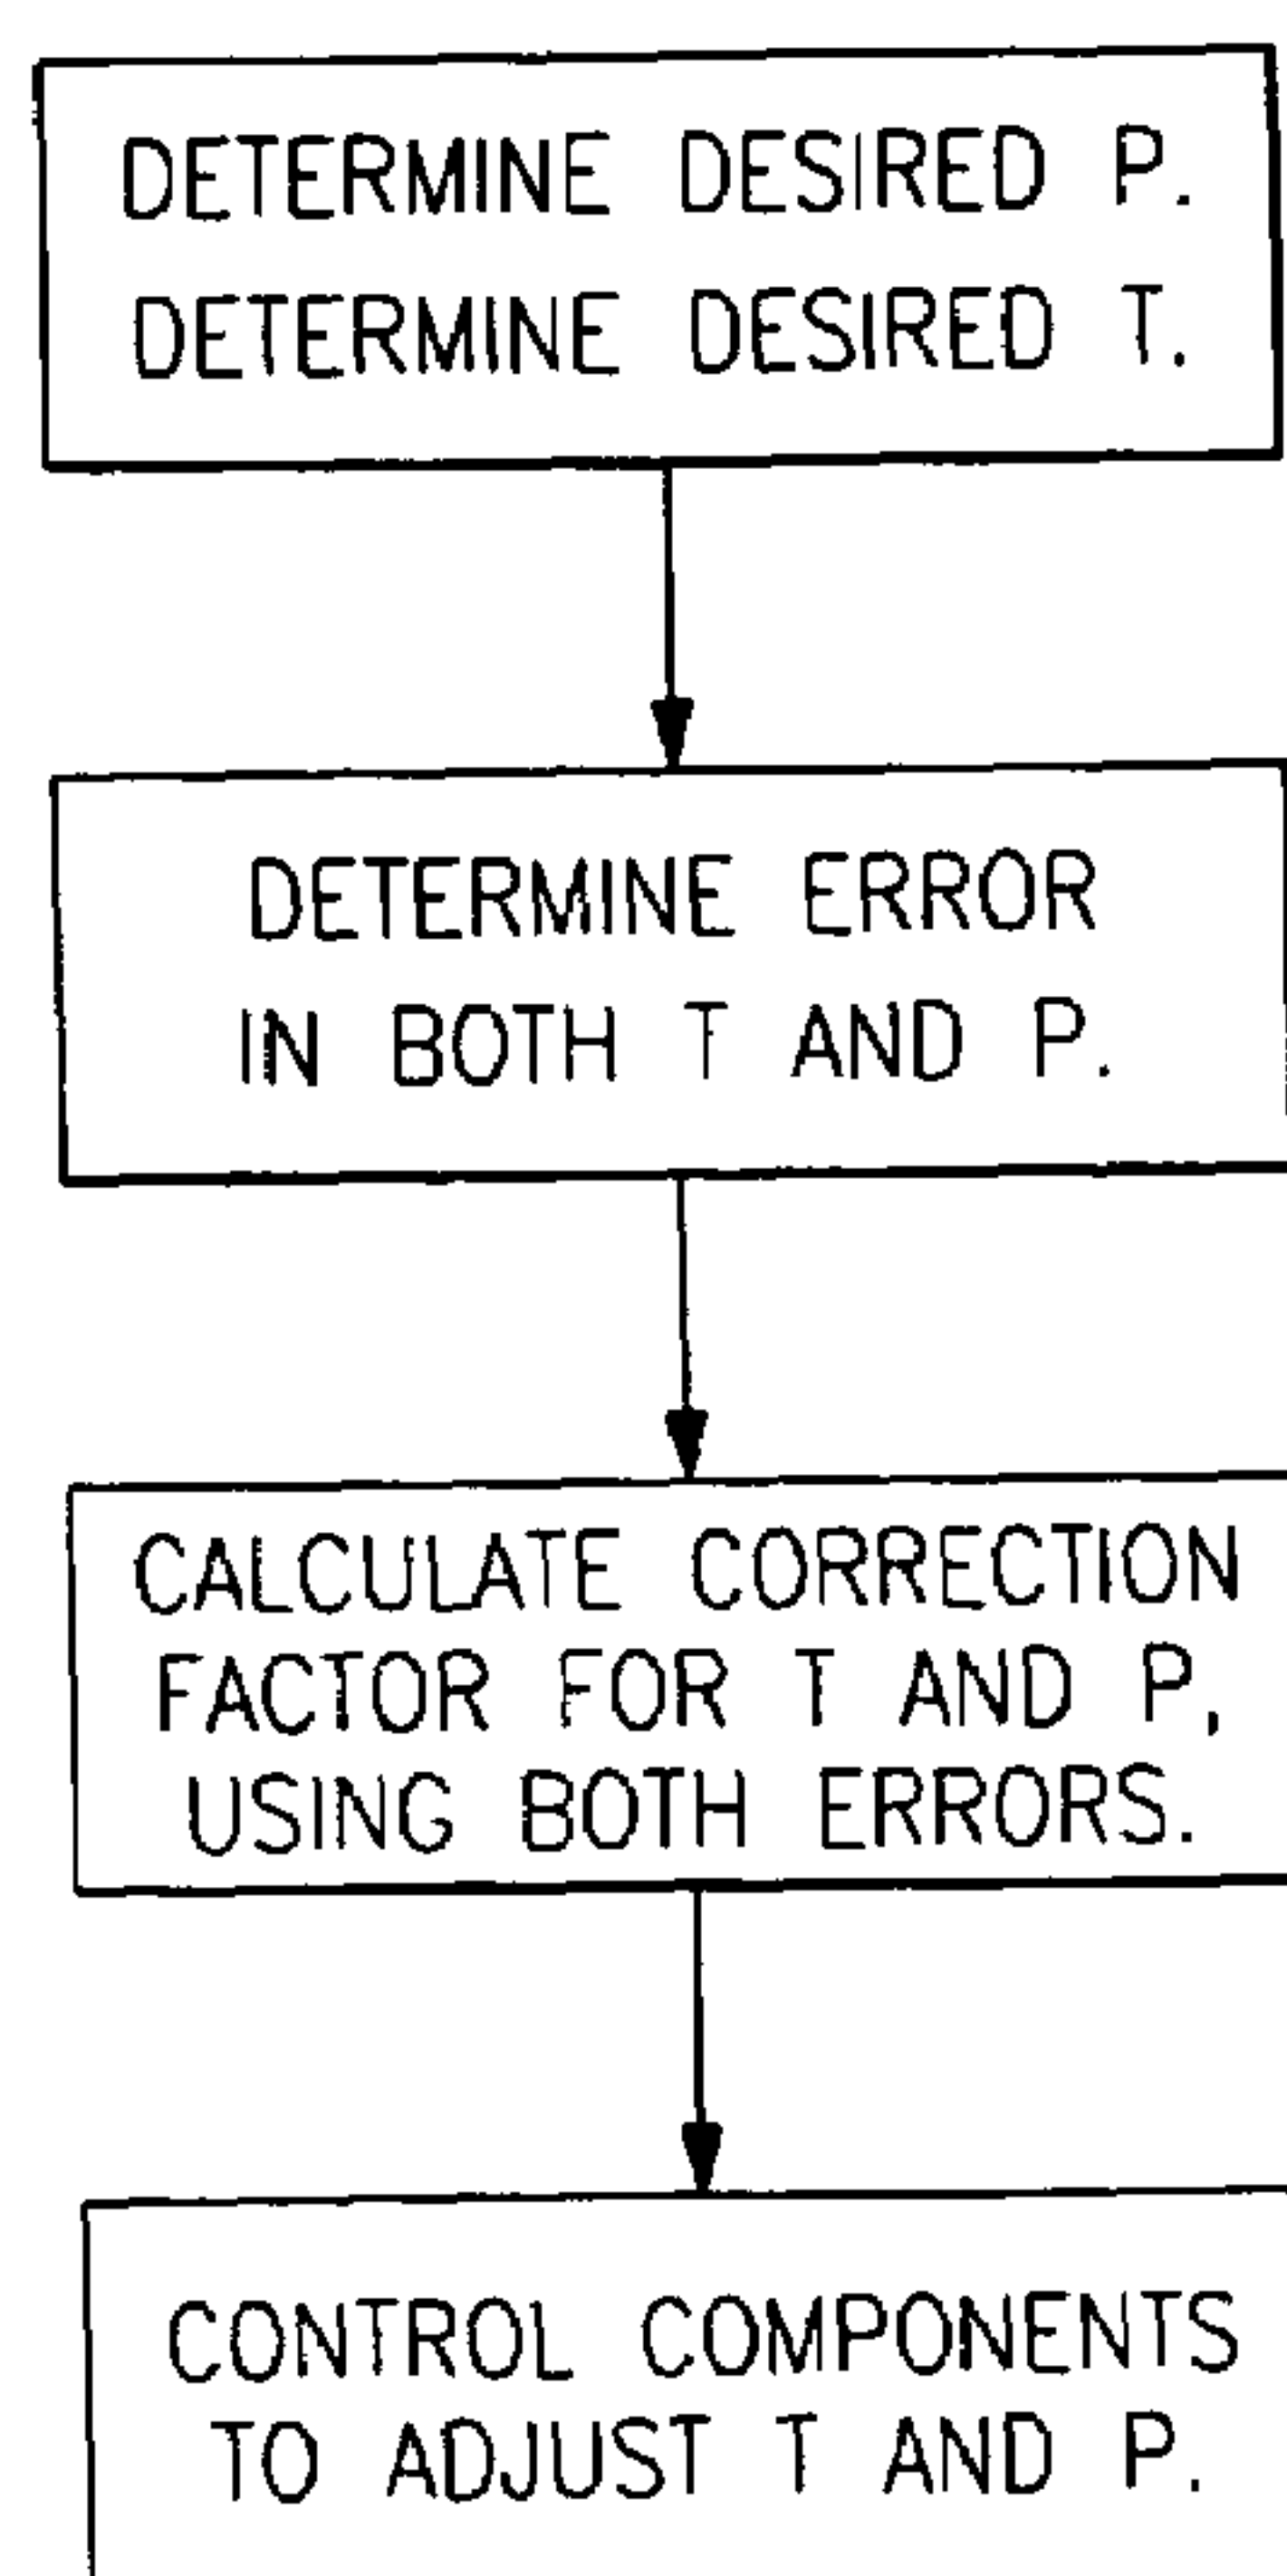 DETERMINE DESIRED P.
DETERMINE DESIRED T.
DETERMINE ERROR
IN BOTH T AND P.
CALCULATE CORRECTION
FACTOR FOR T AND P,
USING BOTH ERRORS.
CONTROL COMPONENTS
TO ADJUST T AND P.